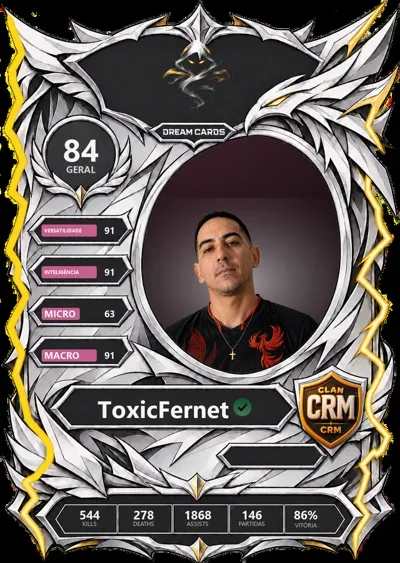 DREAM CARDS
84
GERAL
VERSATILIDADE 91
INTELIGÊNCIA 91
MICRO 63
MACRO 91
ToxicFernet
CLAN
CRM
CRM
544 278 1868 146 86%
KILLS DEATHS ASSISTS PARTIDAS VITÓRIA